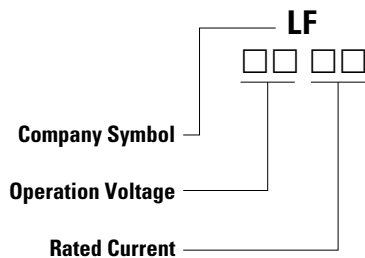 LF
□□ □□
Company Symbol
Operation Voltage
Rated Current